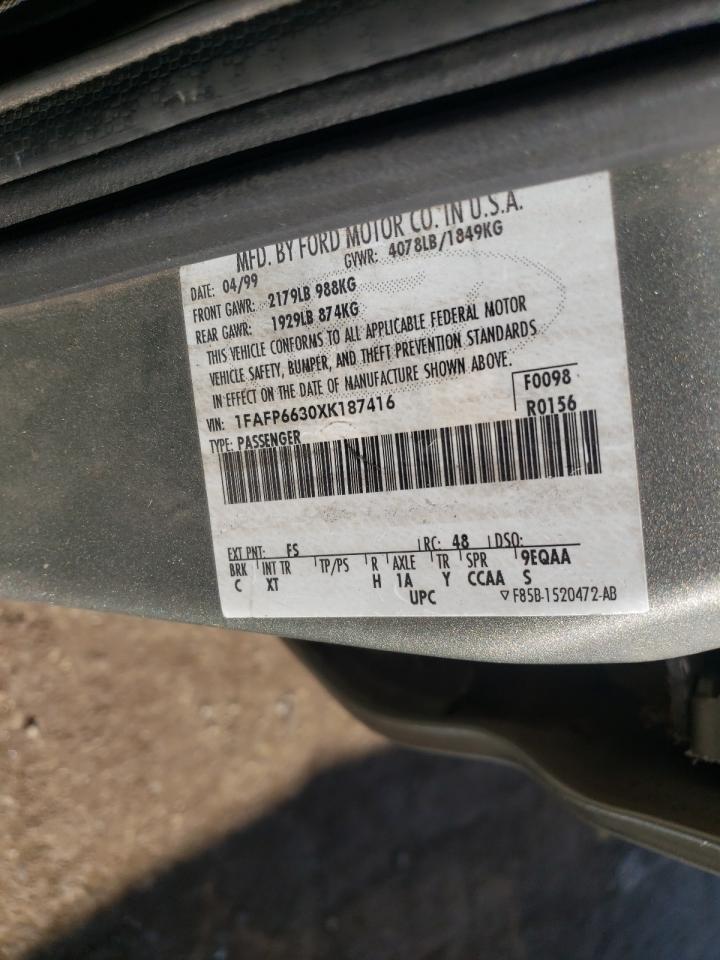 MFD. BY FORD MOTOR CO. IN U.S.A.
DATE: 04/99 GVWR: 4078LB/1849KG
FRONT GAWR: 2179LB 988KG
REAR GAWR: 1929LB 874KG
THIS VEHICLE CONFORMS TO ALL APPLICABLE FEDERAL MOTOR
VEHICLE SAFETY, BUMPER, AND THEFT PREVENTION STANDARDS
IN EFFECT ON THE DATE OF MANUFACTURE SHOWN ABOVE.
VIN: 1FAFP6630XK187416 F0098
TYPE: PASSENGER R0156
EXT PNT: FS RC: 48 DSO:
BRK INT TR TP/PS R AXLE TR SPR 9EQAA
C XT H 1A Y CCAA S
UPC ▽ F85B-1520472-AB